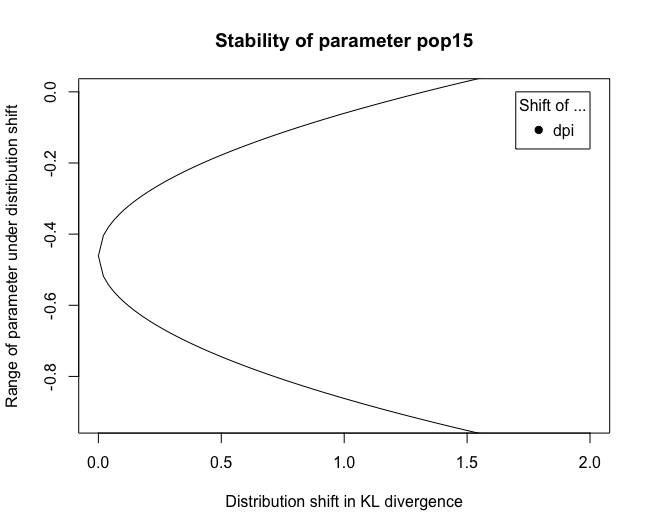 Stability of parameter pop15
Range of parameter under distribution shift
0.0
-0.2
-0.4
-0.6
-0.8
Shift of ...
dpi
0.0 0.5 1.0 1.5 2.0
Distribution shift in KL divergence